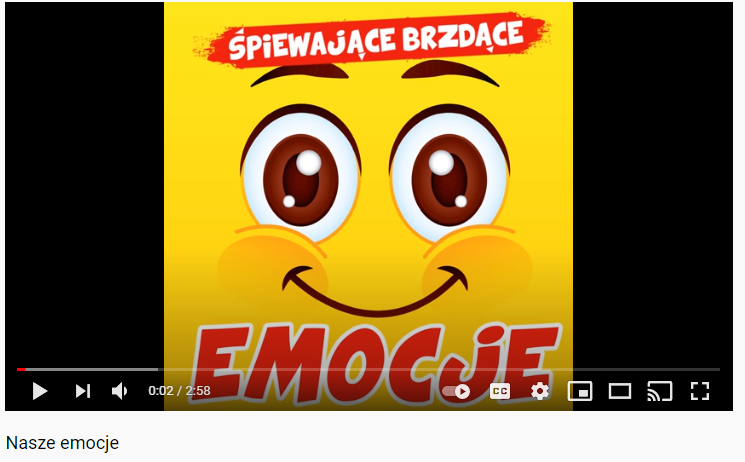 ŚPIEWAJĄCE BRZDĄCE
EMOCJE
0:02 / 2:58
CC
Nasze emocje